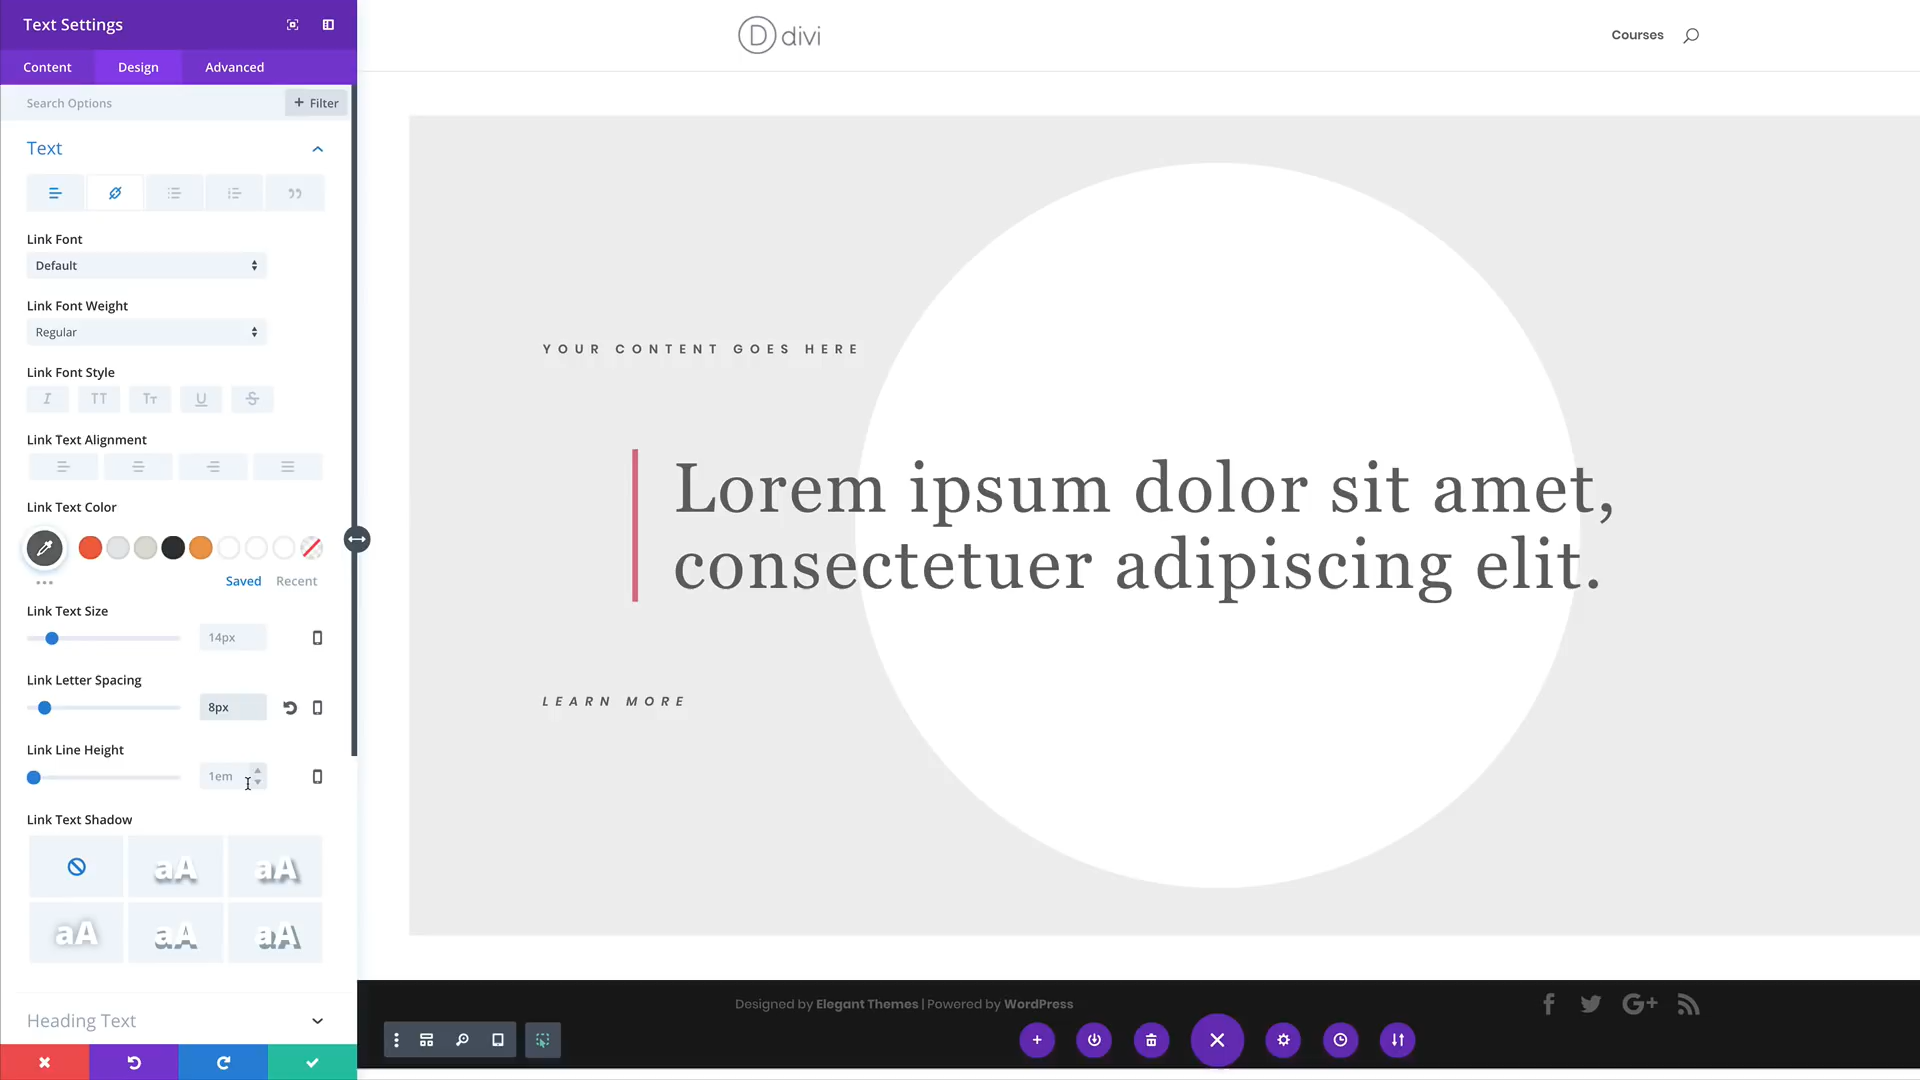 Text Settings
Content
Design
Advanced
Search Options
+ Filter
Text
Link Font
Default
Link Font Weight
Regular
Link Font Style
I TT Tт U S
Link Text Alignment
Link Text Color
Saved
Recent
Link Text Size
14px
Link Letter Spacing
8px
Link Line Height
1em
Link Text Shadow
aA aA
aA aA aA
Heading Text
D divi
Courses
YOUR CONTENT GOES HERE
Lorem ipsum dolor sit amet,
consectetuer adipiscing elit.
LEARN MORE
Designed by Elegant Themes | Powered by WordPress
G+